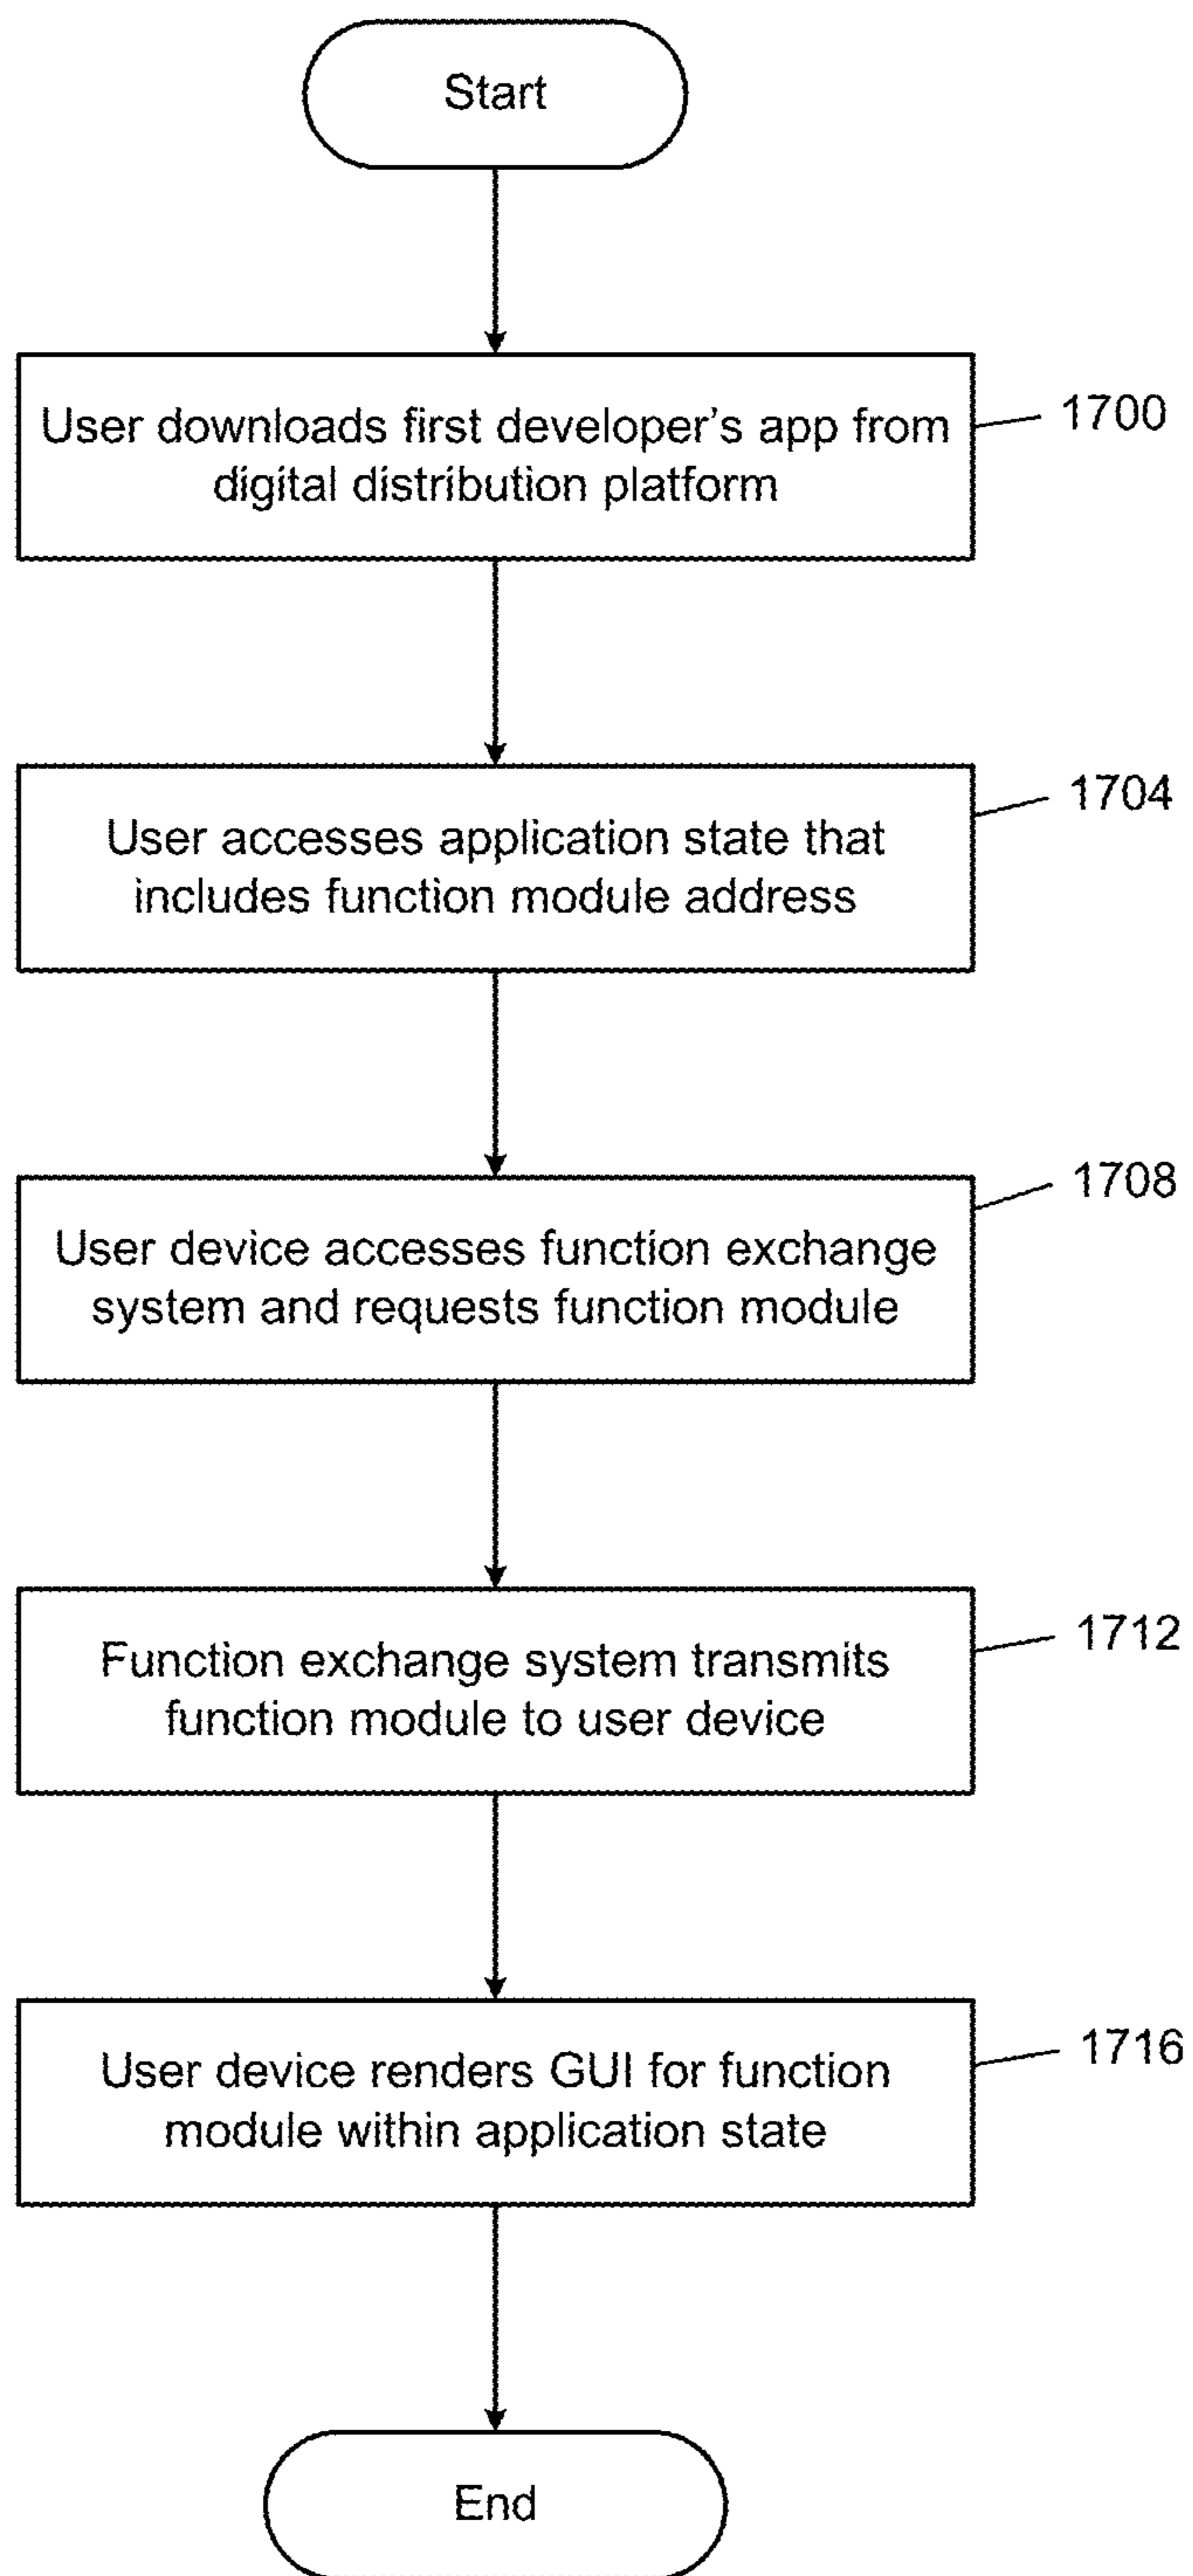 Start
User downloads first developer's app from
digital distribution platform
1700
User accesses application state that
includes function module address
1704
User device accesses function exchange
system and requests function module
1708
Function exchange system transmits
function module to user device
1712
User device renders GUI for function
module within application state
1716
End